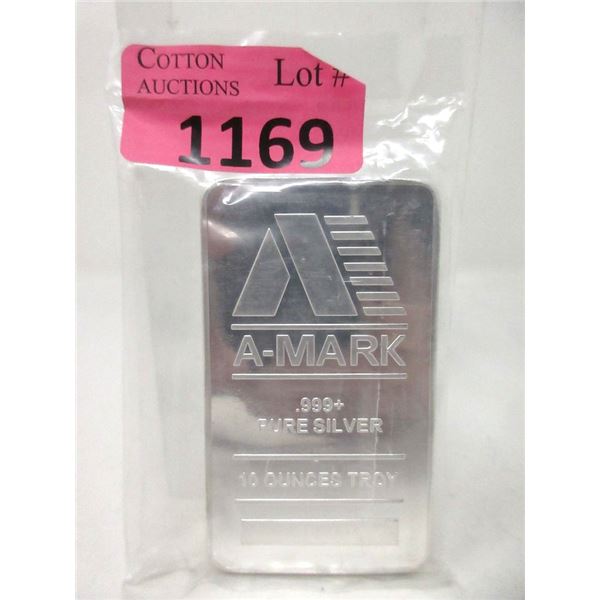 COTTON
AUCTIONS
Lot #
1169
A-MARK
.999+
PURE SILVER
10 OUNCES TROY